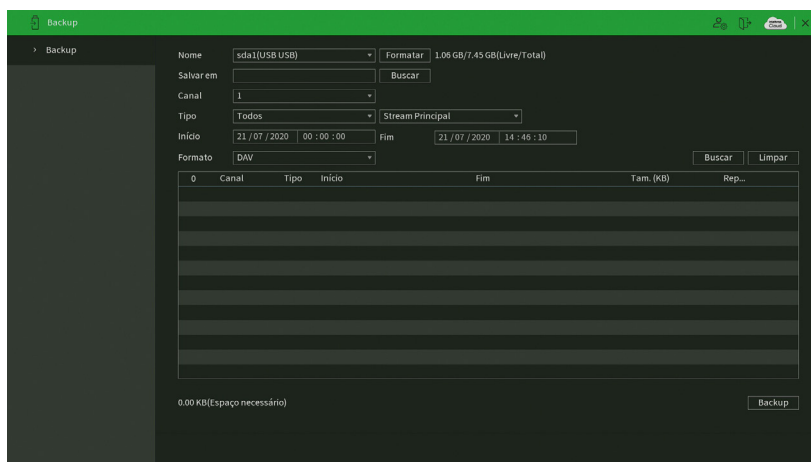 Backup
Backup
Nome sda1(USB USB) Formatar 1.06 GB/7.45 GB(Livre/Total)
Salvar em Buscar
Canal 1
Tipo Todos Stream Principal
Início 21 / 07 / 2020 00 : 00 : 00 Fim 21 / 07 / 2020 14 : 46 : 10
Formato DAV Buscar Limpar
0 Canal Tipo Início Fim Tam. (KB) Rep...
0.00 KB(Espaço necessário) Backup